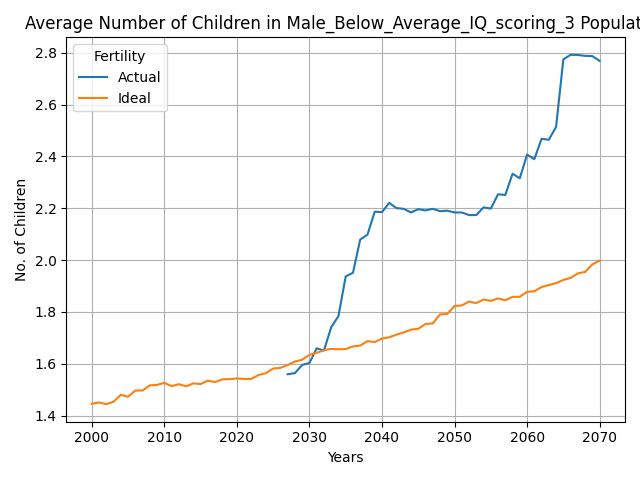 Average Number of Children in Male_Below_Average_IQ_scoring_3 Populat
Fertility
Actual
Ideal
No. of Children
2.8
2.6
2.4
2.2
2.0
1.8
1.6
1.4
2000 2010 2020 2030 2040 2050 2060 2070
Years